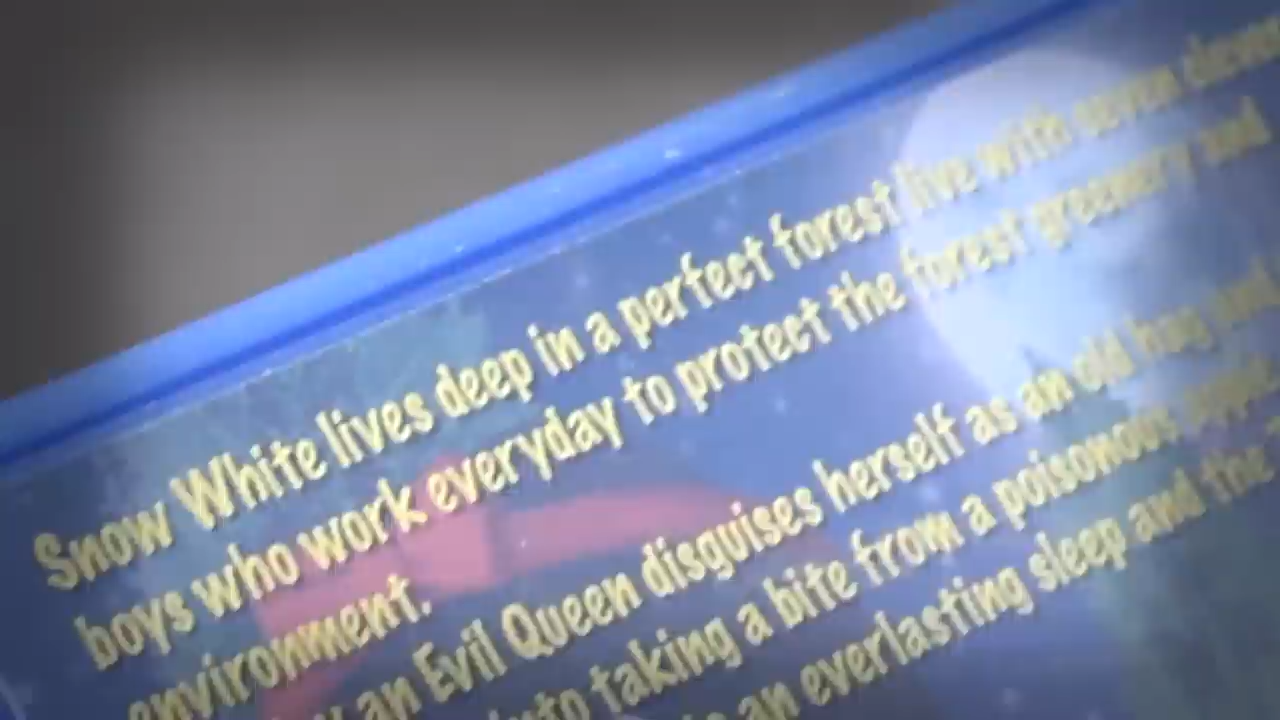 Snow White lives deep in a perfect forest live with seven
boys who work everyday to protect the forest greenery and
environment.
an Evil Queen disguises herself as an old hag and
into taking a bite from a poisonous apple.
an everlasting sleep and the